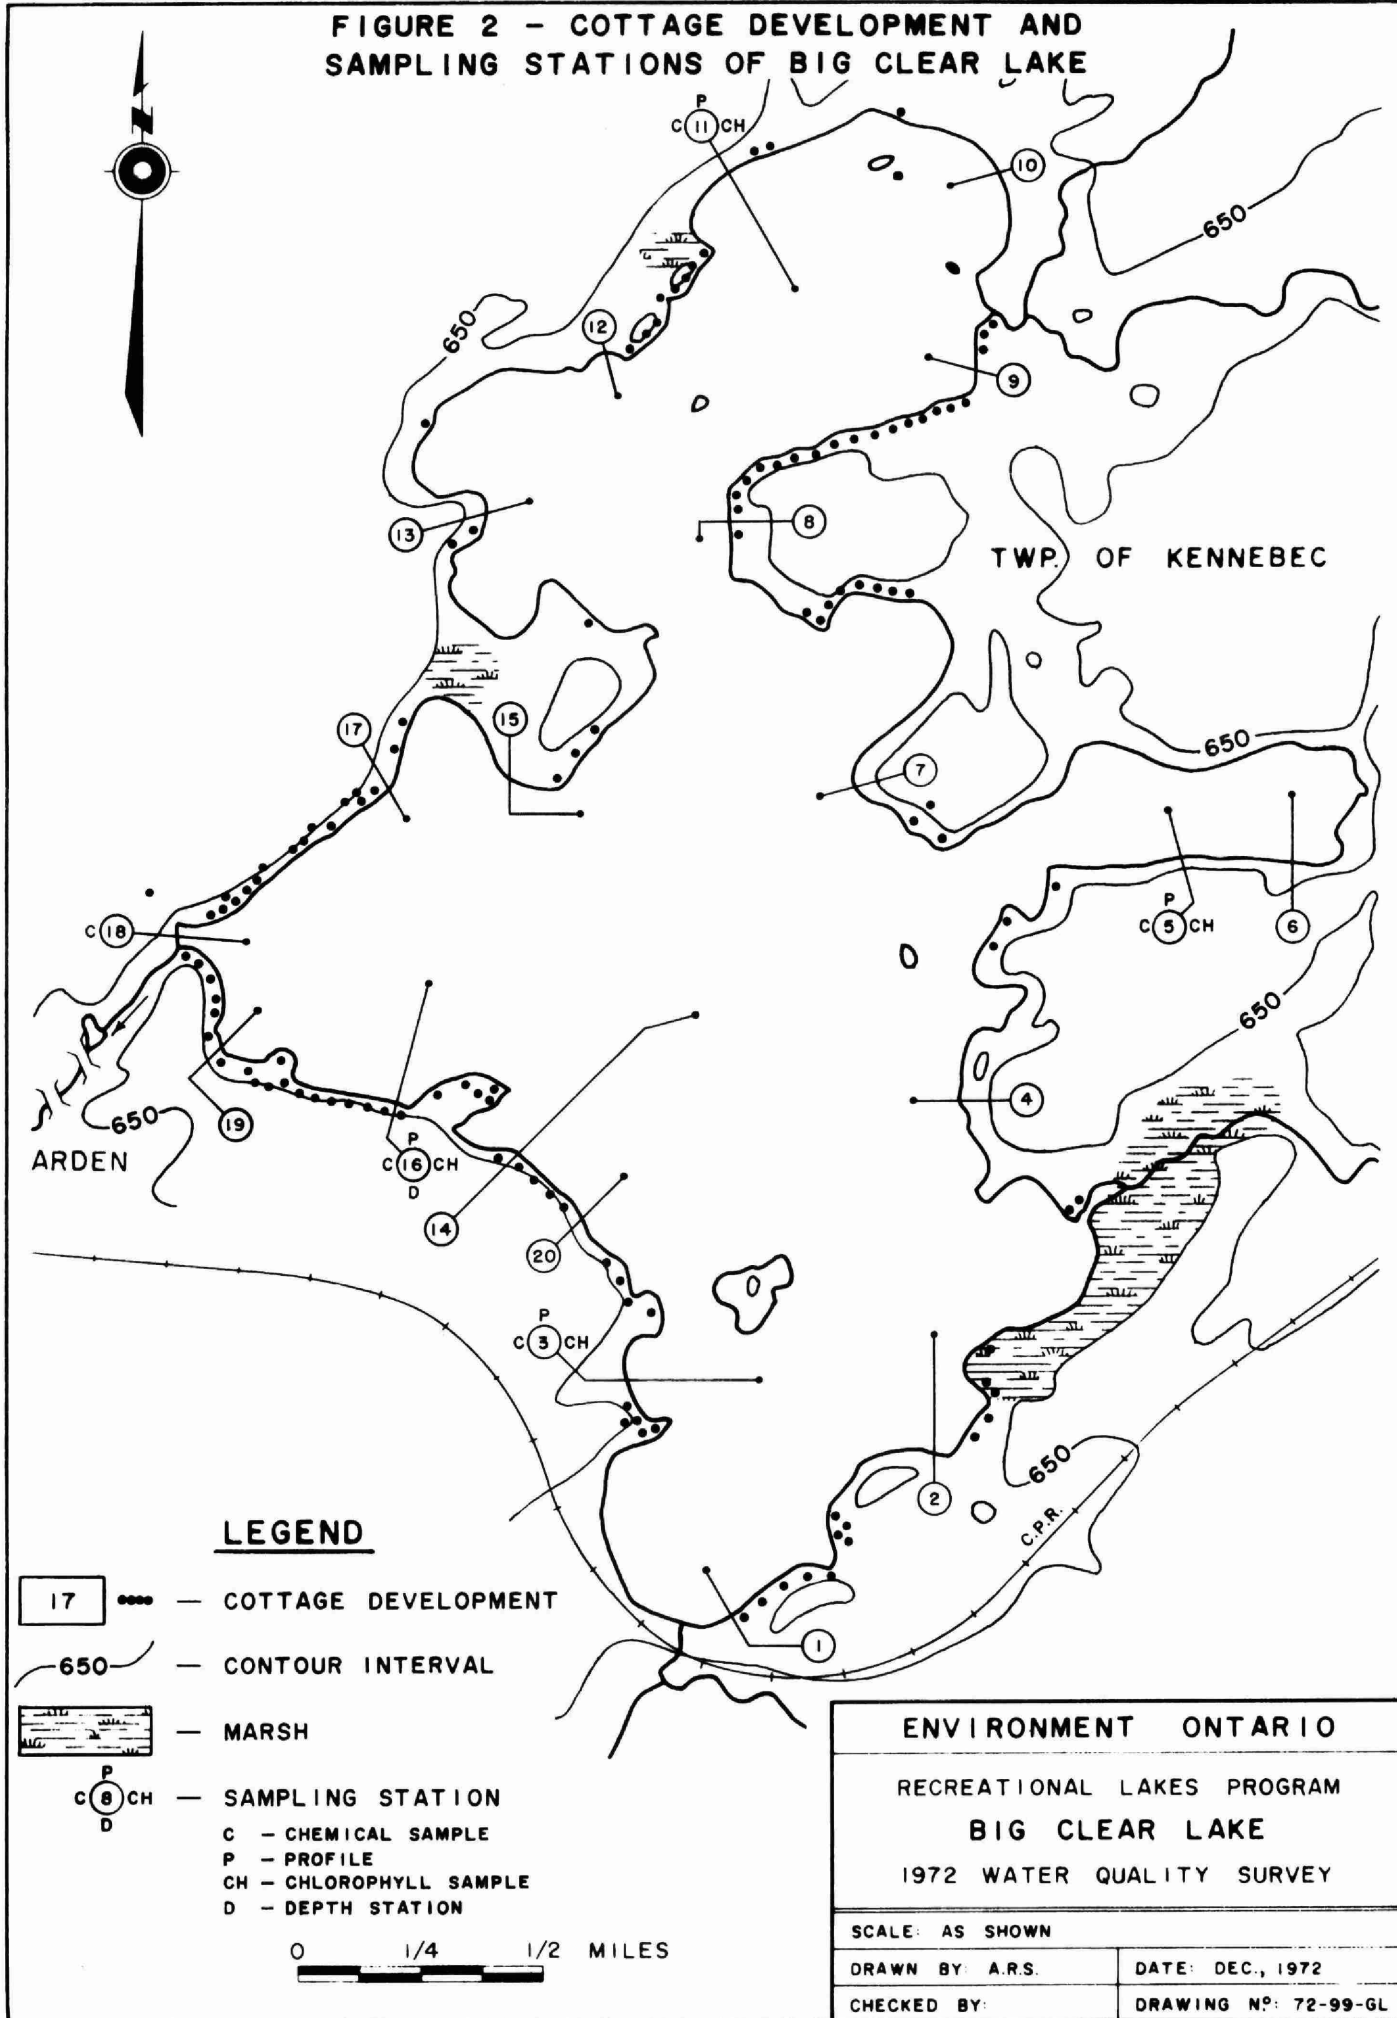 FIGURE 2 - COTTAGE DEVELOPMENT AND
SAMPLING STATIONS OF BIG CLEAR LAKE
N
P
C 11 CH
10
650
650
12
9
13
8
TWP. OF KENNEBEC
17
15
7
650
C 18
P
C 5 CH
6
650
4
650
19
ARDEN
P
C 16 CH
D
14
20
P
C 3 CH
2
650
C.P.R.
1
LEGEND
17 — COTTAGE DEVELOPMENT
650 — CONTOUR INTERVAL
— MARSH
P
C 8 CH — SAMPLING STATION
D
C - CHEMICAL SAMPLE
P - PROFILE
CH - CHLOROPHYLL SAMPLE
D - DEPTH STATION
0 1/4 1/2 MILES
ENVIRONMENT ONTARIO
RECREATIONAL LAKES PROGRAM
BIG CLEAR LAKE
1972 WATER QUALITY SURVEY
SCALE: AS SHOWN
DRAWN BY: A.R.S.
DATE: DEC., 1972
CHECKED BY:
DRAWING Nº: 72-99-GL